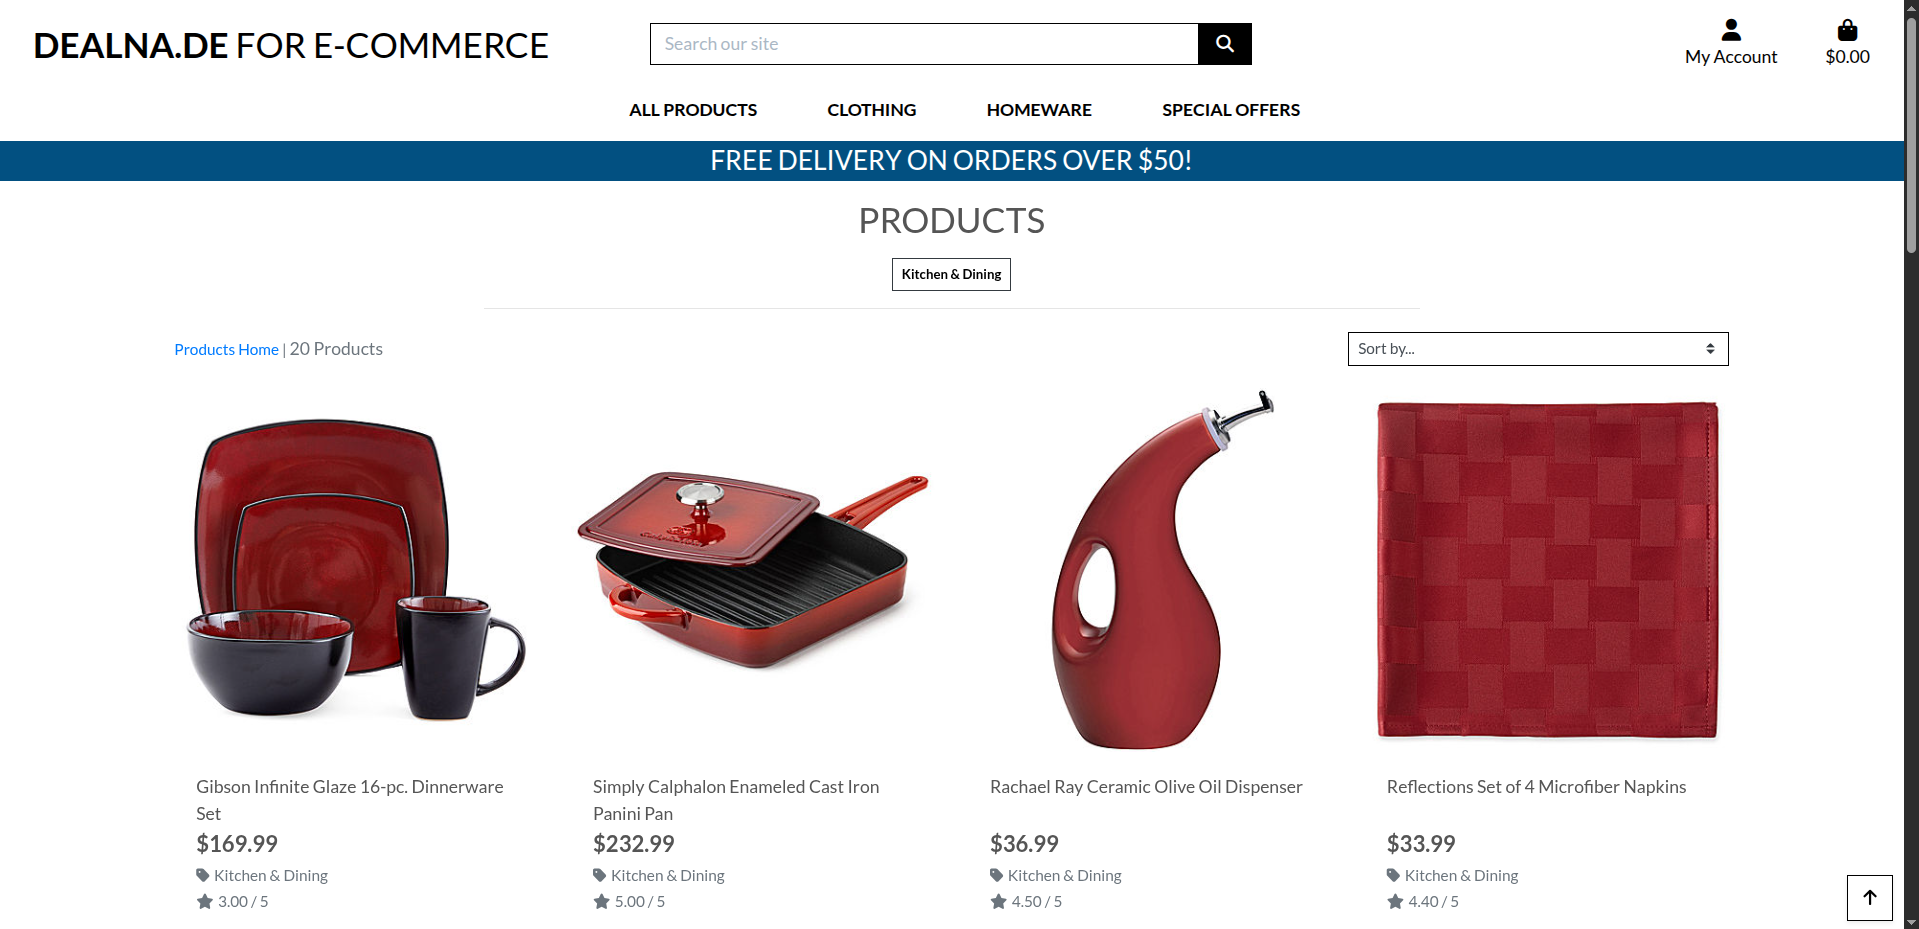 DEALNA.DE FOR E-COMMERCE
Search our site
My Account
$0.00
ALL PRODUCTS
CLOTHING
HOMEWARE
SPECIAL OFFERS
FREE DELIVERY ON ORDERS OVER $50!
PRODUCTS
Kitchen & Dining
Products Home | 20 Products
Sort by...
Gibson Infinite Glaze 16-pc. Dinnerware
Set
$169.99
Kitchen & Dining
3.00 / 5
Simply Calphalon Enameled Cast Iron
Panini Pan
$232.99
Kitchen & Dining
5.00 / 5
Rachael Ray Ceramic Olive Oil Dispenser
$36.99
Kitchen & Dining
4.50 / 5
Reflections Set of 4 Microfiber Napkins
$33.99
Kitchen & Dining
4.40 / 5